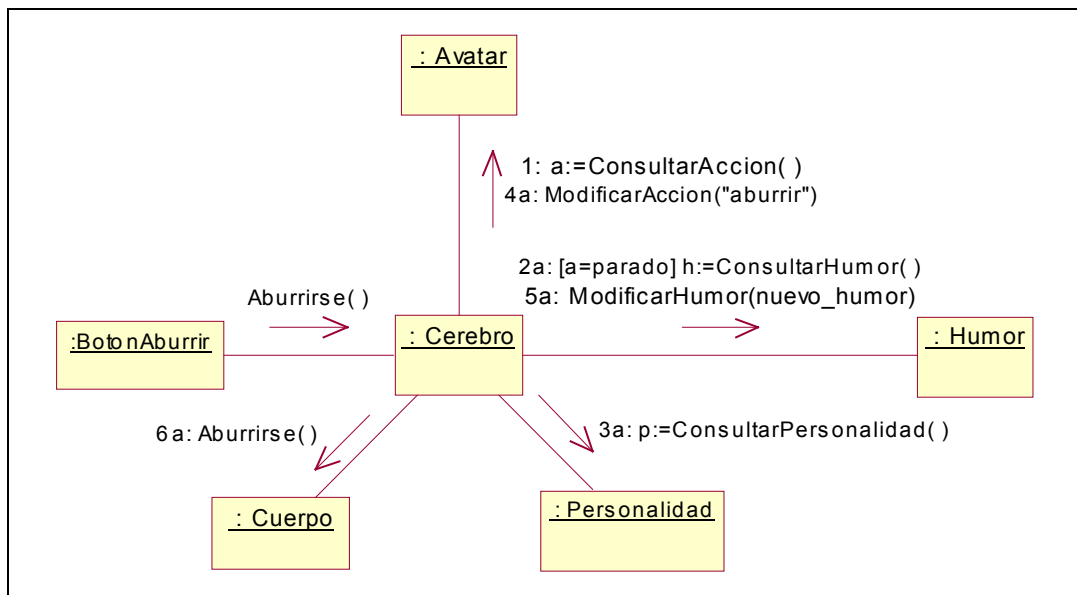 : Avatar
1: a:=ConsultarAccion( )
4a: ModificarAccion("aburrir")
2a: [a=parado] h:=ConsultarHumor( )
5a: ModificarHumor(nuevo_humor)
Aburrirse( )
:BotonAburrir
: Cerebro
: Humor
6a: Aburrirse( )
3a: p:=ConsultarPersonalidad( )
: Cuerpo
: Personalidad